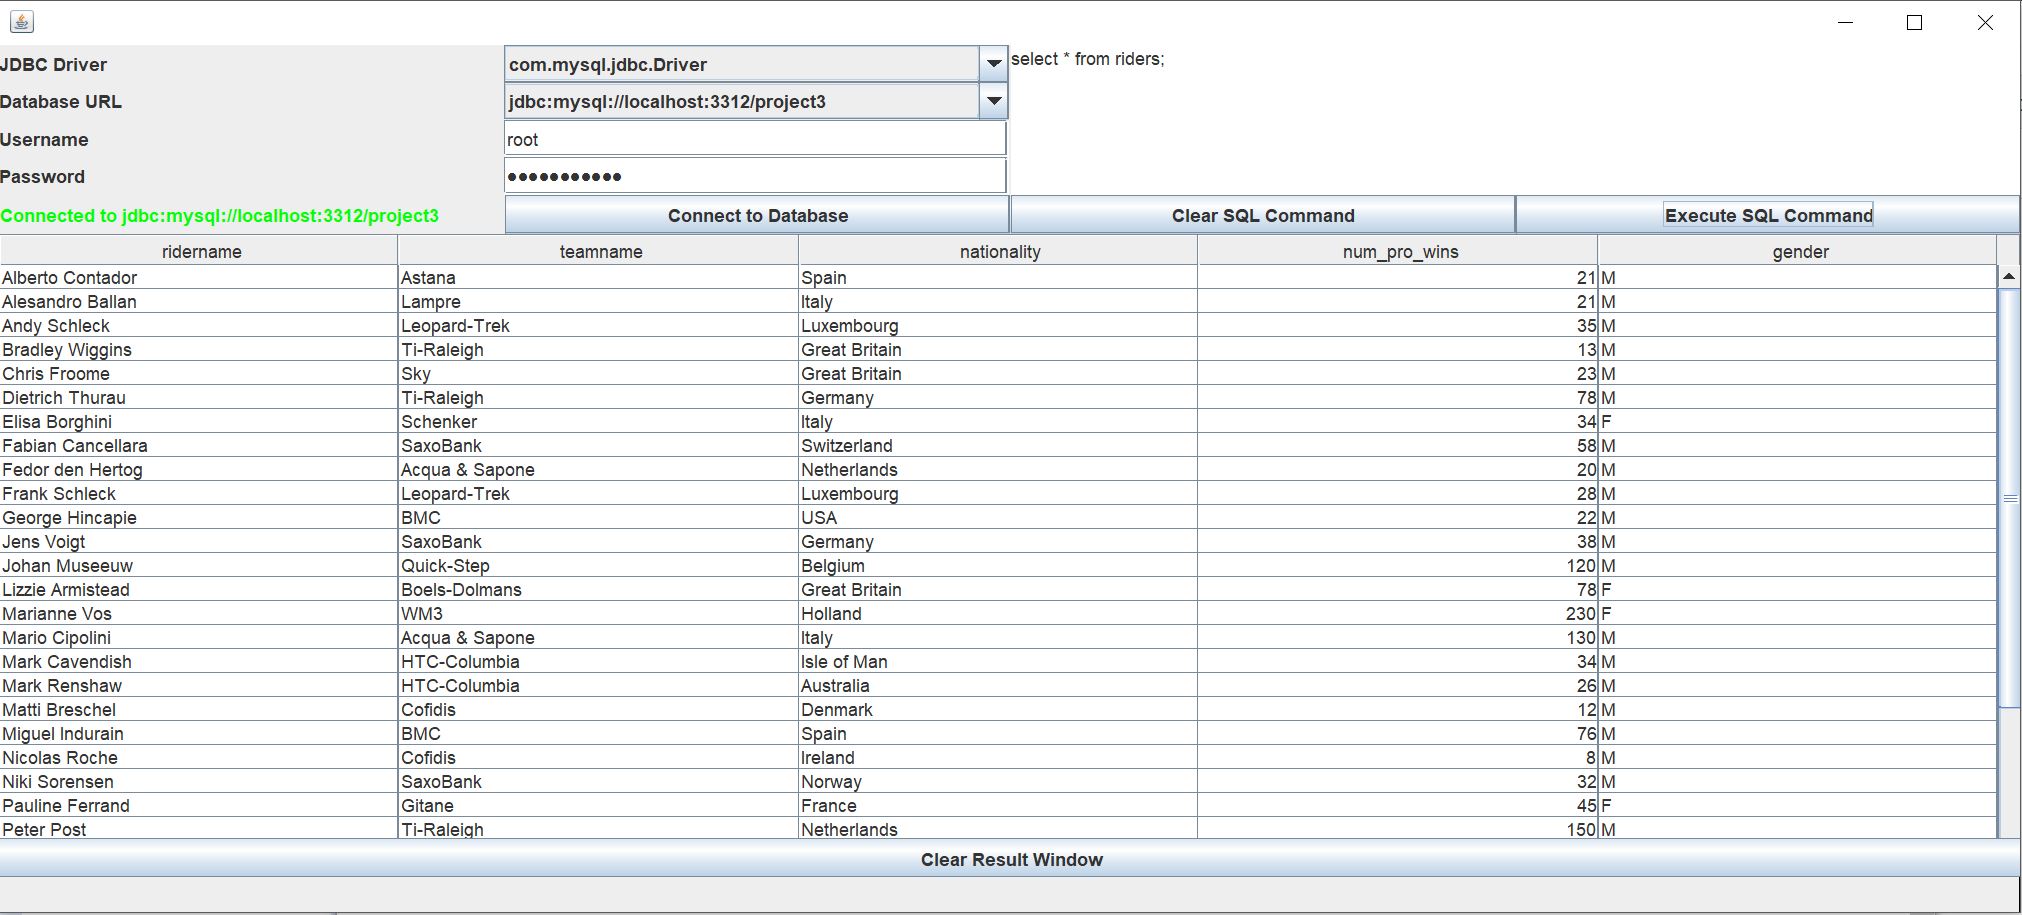 JDBC Driver com.mysql.jdbc.Driver select * from riders;
Database URL jdbc:mysql://localhost:3312/project3
Username root
Password ●●●●●●●●●●●
Connected to jdbc:mysql://localhost:3312/project3 Connect to Database Clear SQL Command Execute SQL Command
ridername teamname nationality num_pro_wins gender
Alberto Contador Astana Spain 21 M
Alesandro Ballan Lampre Italy 21 M
Andy Schleck Leopard-Trek Luxembourg 35 M
Bradley Wiggins Ti-Raleigh Great Britain 13 M
Chris Froome Sky Great Britain 23 M
Dietrich Thurau Ti-Raleigh Germany 78 M
Elisa Borghini Schenker Italy 34 F
Fabian Cancellara SaxoBank Switzerland 58 M
Fedor den Hertog Acqua & Sapone Netherlands 20 M
Frank Schleck Leopard-Trek Luxembourg 28 M
George Hincapie BMC USA 22 M
Jens Voigt SaxoBank Germany 38 M
Johan Museeuw Quick-Step Belgium 120 M
Lizzie Armistead Boels-Dolmans Great Britain 78 F
Marianne Vos WM3 Holland 230 F
Mario Cipolini Acqua & Sapone Italy 130 M
Mark Cavendish HTC-Columbia Isle of Man 34 M
Mark Renshaw HTC-Columbia Australia 26 M
Matti Breschel Cofidis Denmark 12 M
Miguel Indurain BMC Spain 76 M
Nicolas Roche Cofidis Ireland 8 M
Niki Sorensen SaxoBank Norway 32 M
Pauline Ferrand Gitane France 45 F
Peter Post Ti-Raleigh Netherlands 150 M
Clear Result Window